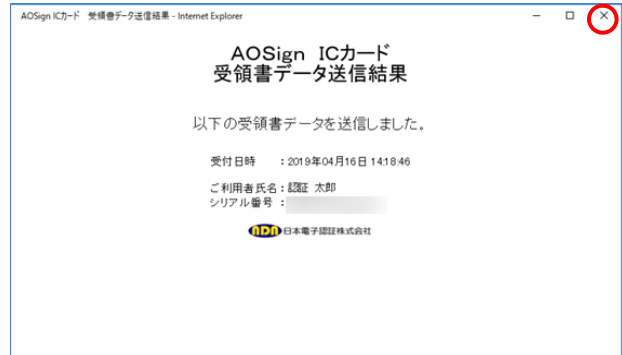 AOSign ICカード 受領書データ送信結果 - Internet Explorer
AOSign ICカード
受領書データ送信結果
以下の受領書データを送信しました。
受付日時 ：2019年04月16日 14:18:46
ご利用者氏名：認証 太郎
シリアル番号 ：
NDN 日本電子認証株式会社